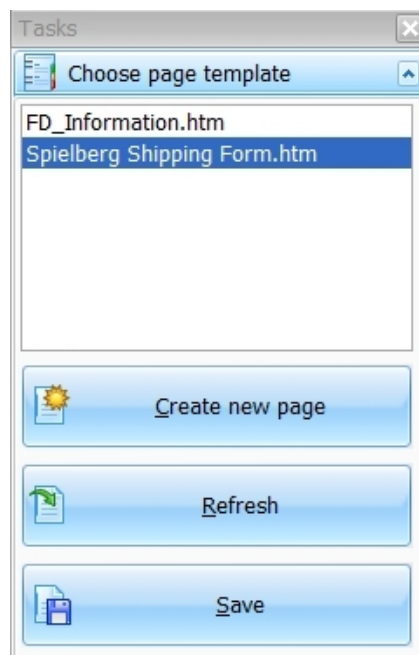 Tasks
Choose page template
FD_Information.htm
Spielberg Shipping Form.htm
Create new page
Refresh
Save